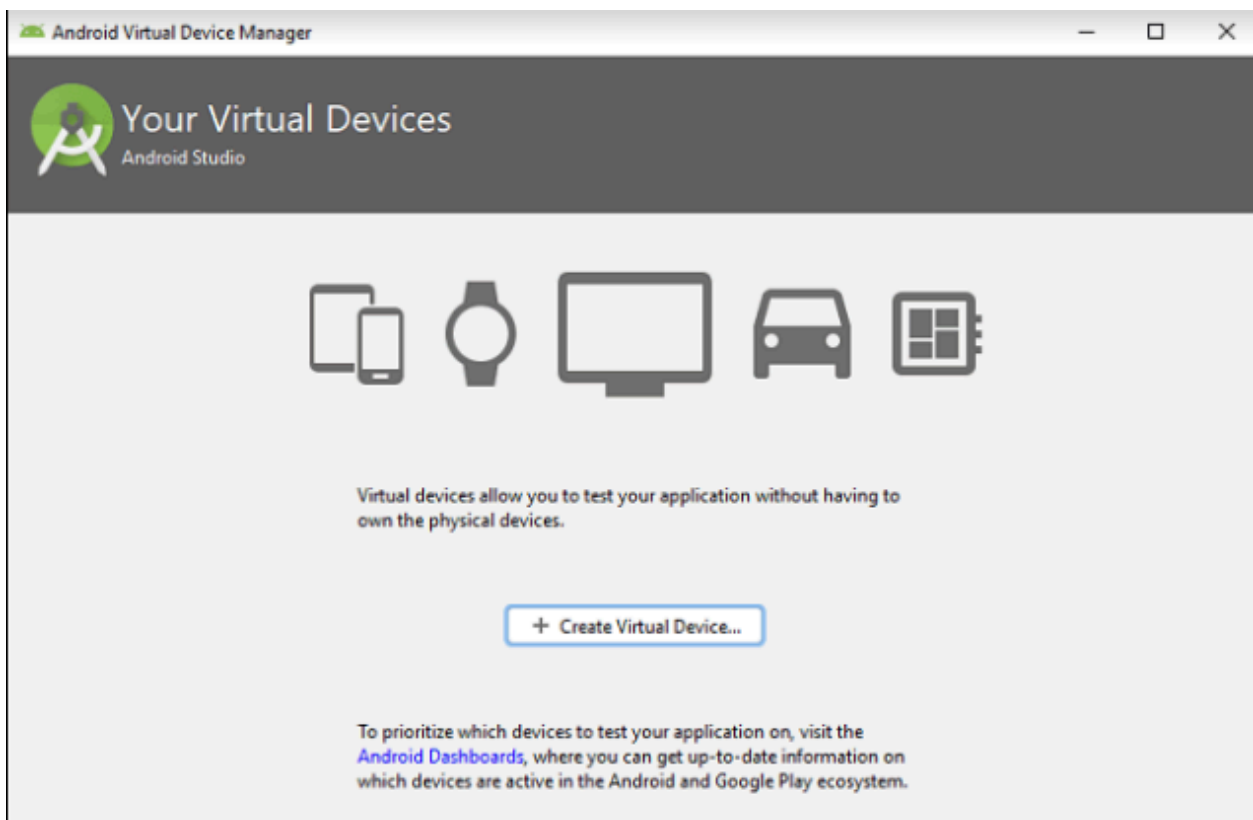 Android Virtual Device Manager
Your Virtual Devices
Android Studio
Virtual devices allow you to test your application without having to
own the physical devices.
+ Create Virtual Device...
To prioritize which devices to test your application on, visit the
Android Dashboards, where you can get up-to-date information on
which devices are active in the Android and Google Play ecosystem.